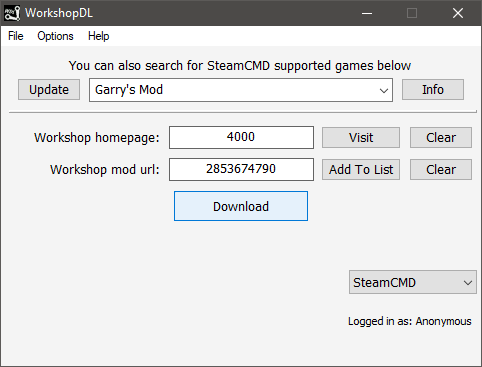 WorkshopDL
File Options Help
You can also search for SteamCMD supported games below
Update Garry's Mod Info
Workshop homepage: 4000 Visit Clear
Workshop mod url: 2853674790 Add To List Clear
Download
SteamCMD
Logged in as: Anonymous